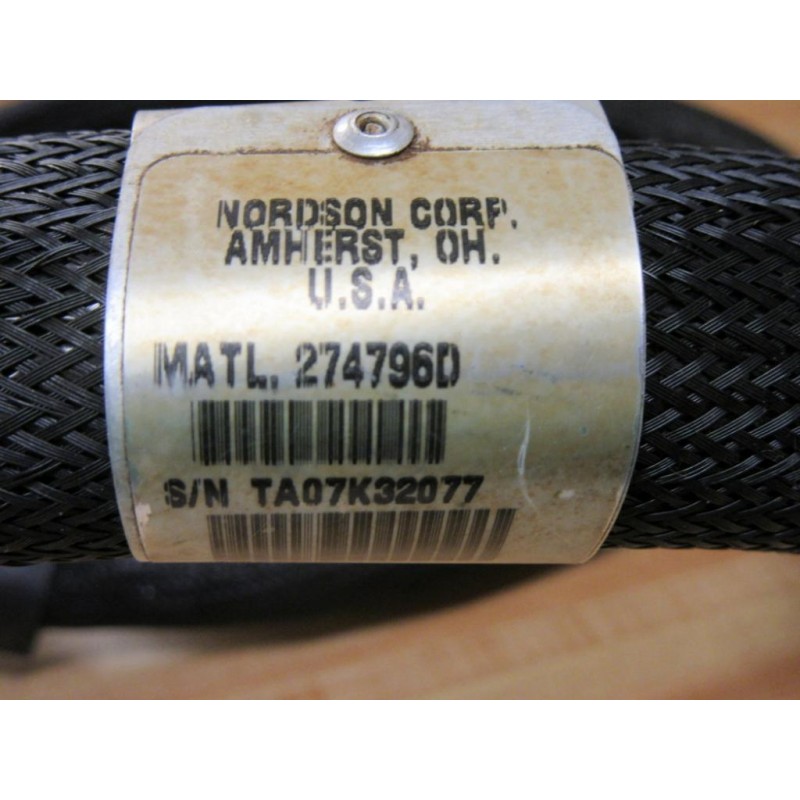 NORDSON CORP.
AMHERST, OH.
U.S.A.
MATL. 274796D
S/N TA07K32077